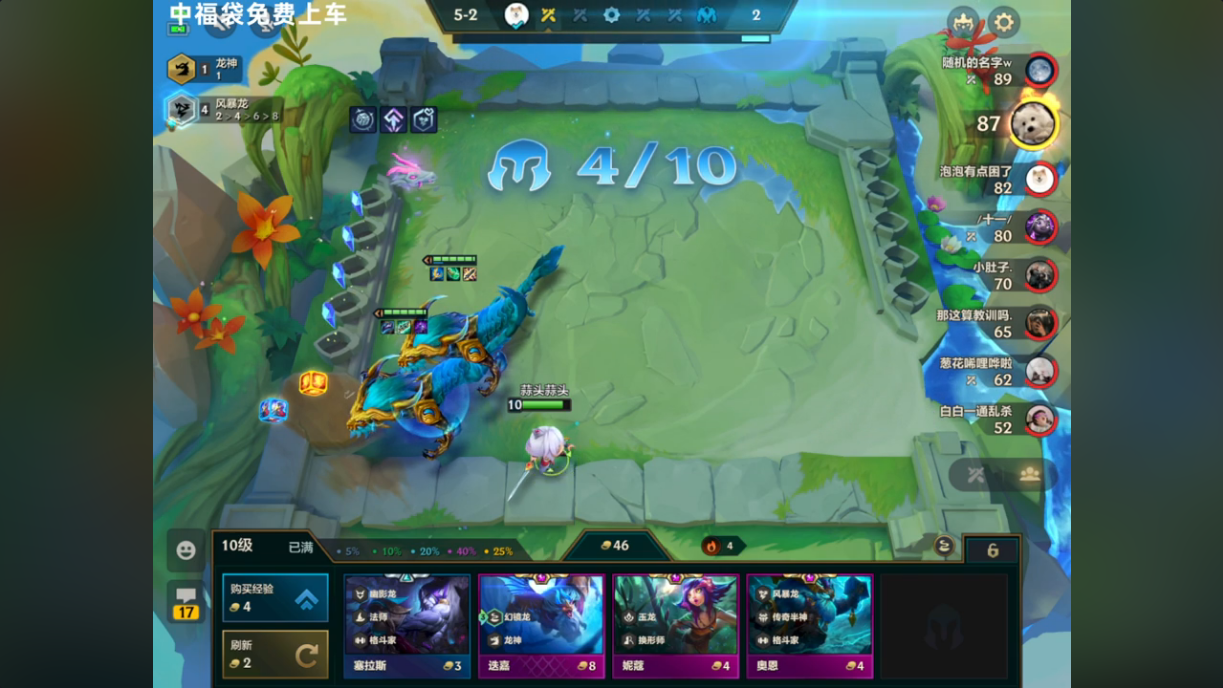 中福袋免费上车
5-2
2
1
龙神
1
4
风暴龙
2 > 4 > 6 > 8
4/10
随机的名字w
89
87
泡泡有点困了
82
/十一/
80
小肚子.
70
那这算教训吗.
65
葱花唏哩哗啦
62
白白一通乱杀
52
蒜头蒜头
10
10级
已满
5%
10%
20%
40%
25%
46
4
6
17
购买经验
4
刷新
2
幽影龙
法师
格斗家
塞拉斯
3
幻镜龙
龙神
迭嘉
8
玉龙
换形师
妮蔻
4
风暴龙
传奇半神
格斗家
奥恩
4